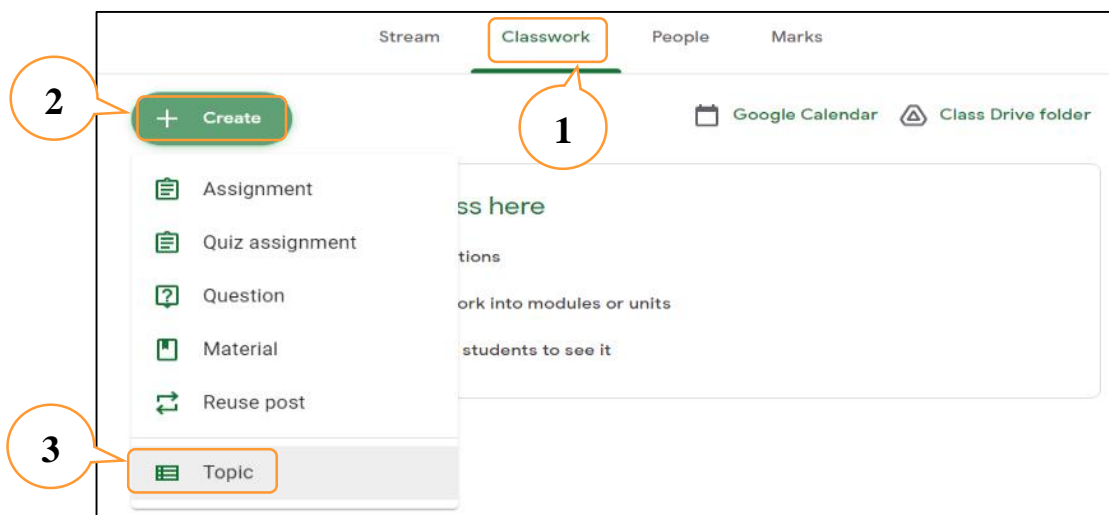 Stream Classwork People Marks
2
+ Create
1
Google Calendar Class Drive folder
Assignment
ss here
Quiz assignment
tions
Question
ork into modules or units
Material
students to see it
Reuse post
3
Topic